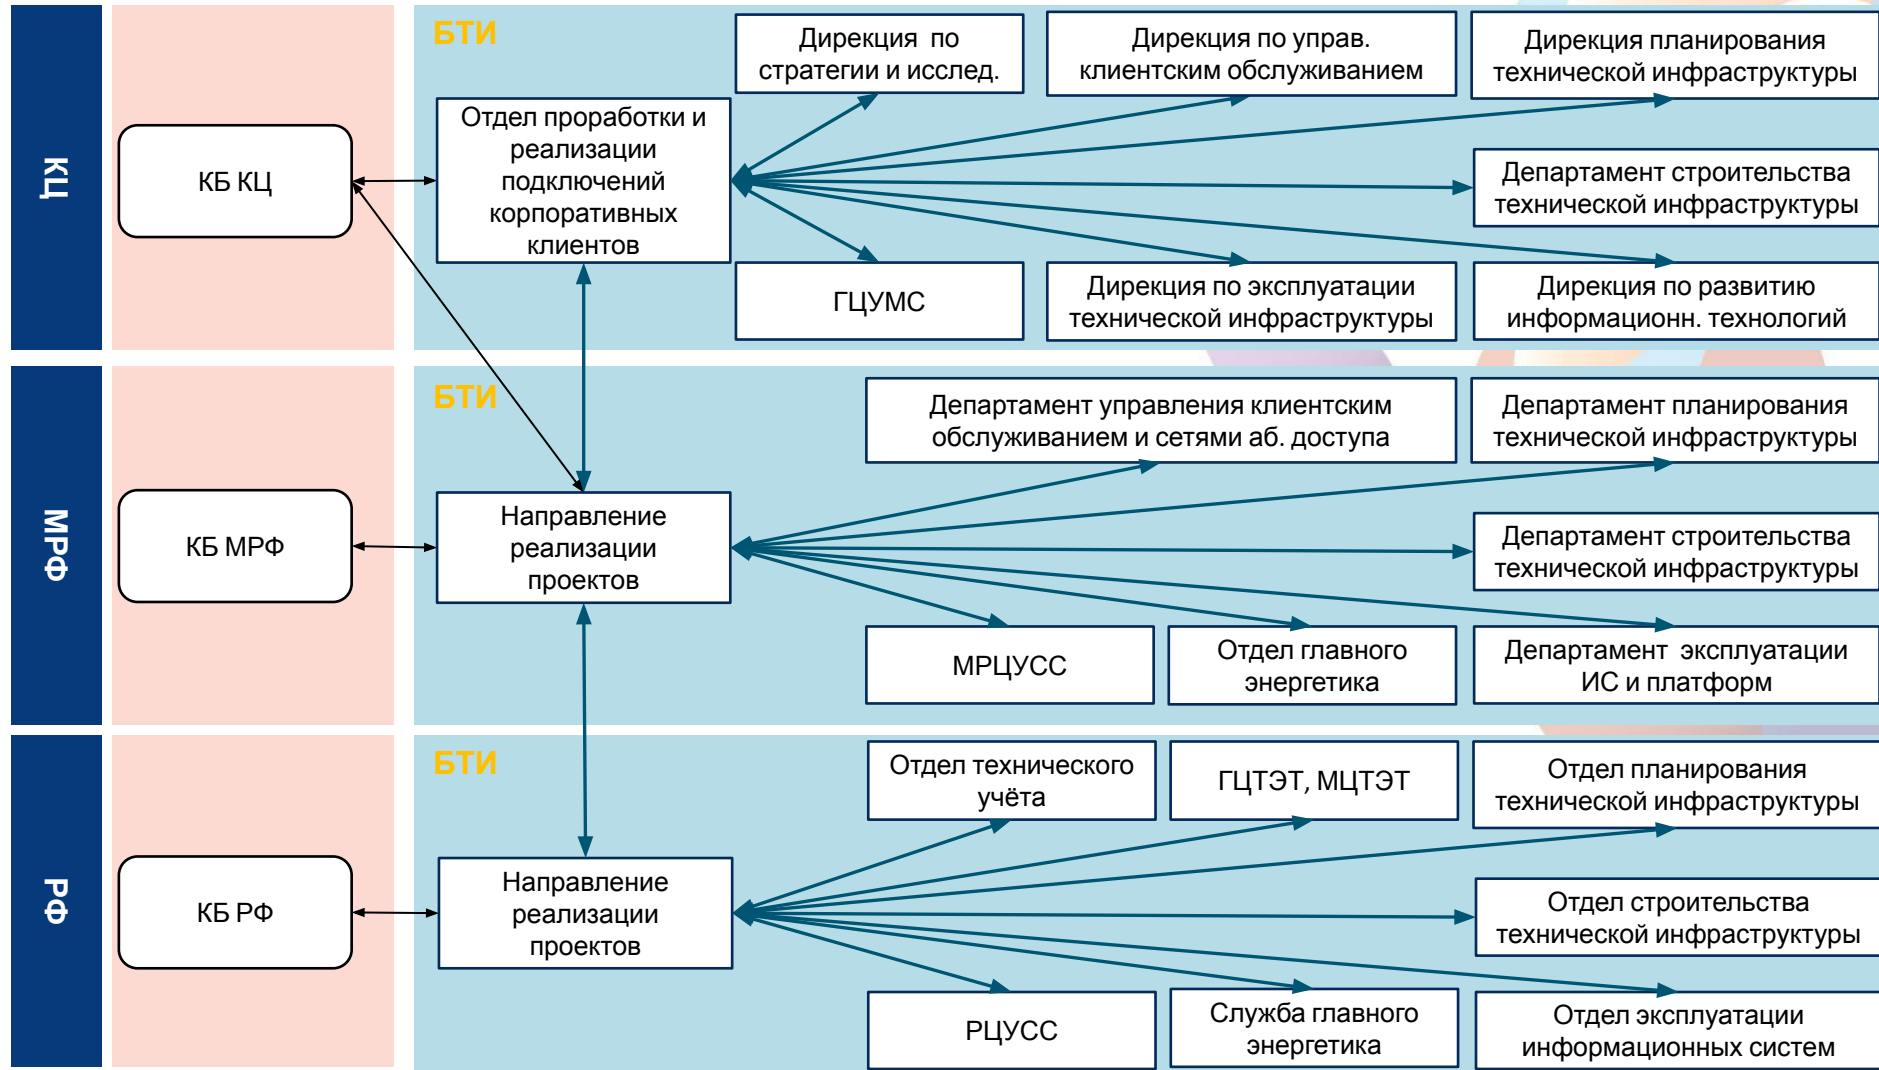 КЦ
КБ КЦ
БТИ
Отдел проработки и
реализации
подключений
корпоративных
клиентов
Дирекция по
стратегии и исслед.
Дирекция по управ.
клиентским обслуживанием
Дирекция планирования
технической инфраструктуры
Департамент строительства
технической инфраструктуры
ГЦУМС
Дирекция по эксплуатации
технической инфраструктуры
Дирекция по развитию
информационн. технологий
МРФ
КБ МРФ
БТИ
Направление
реализации
проектов
Департамент управления клиентским
обслуживанием и сетями аб. доступа
Департамент планирования
технической инфраструктуры
Департамент строительства
технической инфраструктуры
МРЦУСС
Отдел главного
энергетика
Департамент эксплуатации
ИС и платформ
РФ
КБ РФ
БТИ
Направление
реализации
проектов
Отдел технического
учёта
ГЦТЭТ, МЦТЭТ
Отдел планирования
технической инфраструктуры
Отдел строительства
технической инфраструктуры
РЦУСС
Служба главного
энергетика
Отдел эксплуатации
информационных систем